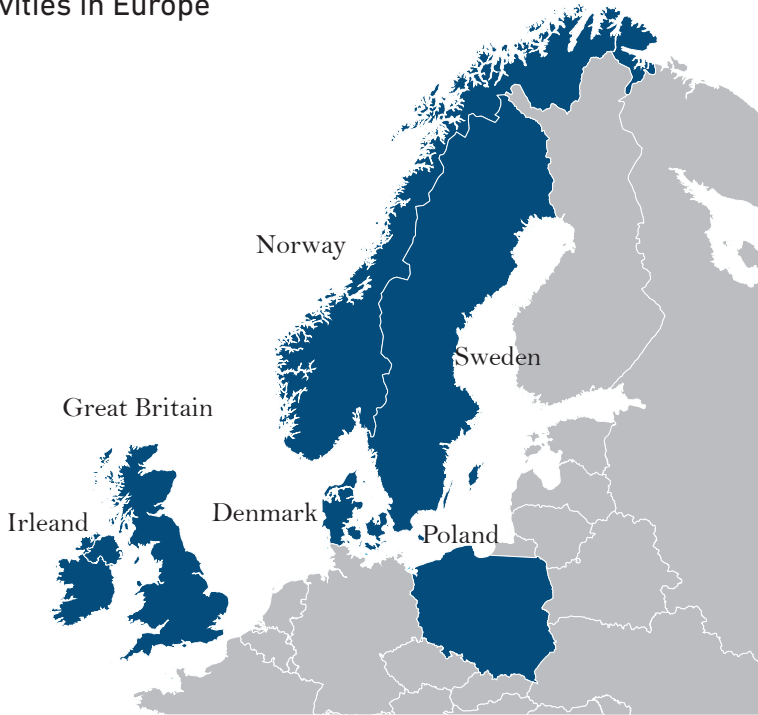 vities in Europe
Norway
Sweden
Great Britain
Denmark
Irleand
Poland